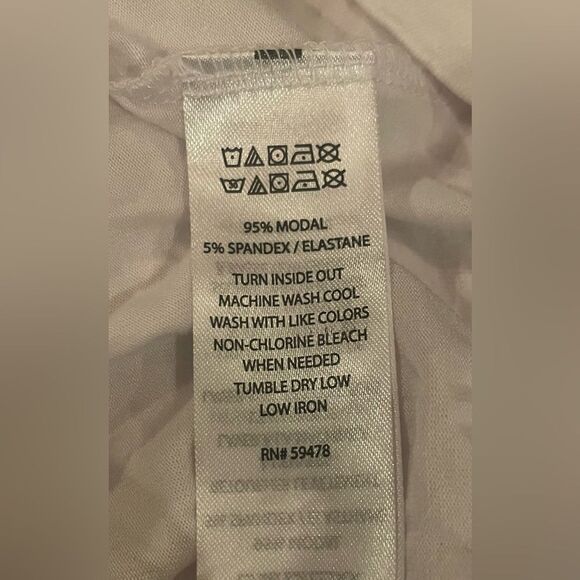 95% MODAL
5% SPANDEX / ELASTANE
TURN INSIDE OUT
MACHINE WASH COOL
WASH WITH LIKE COLORS
NON-CHLORINE BLEACH
WHEN NEEDED
TUMBLE DRY LOW
LOW IRON
RN# 59478